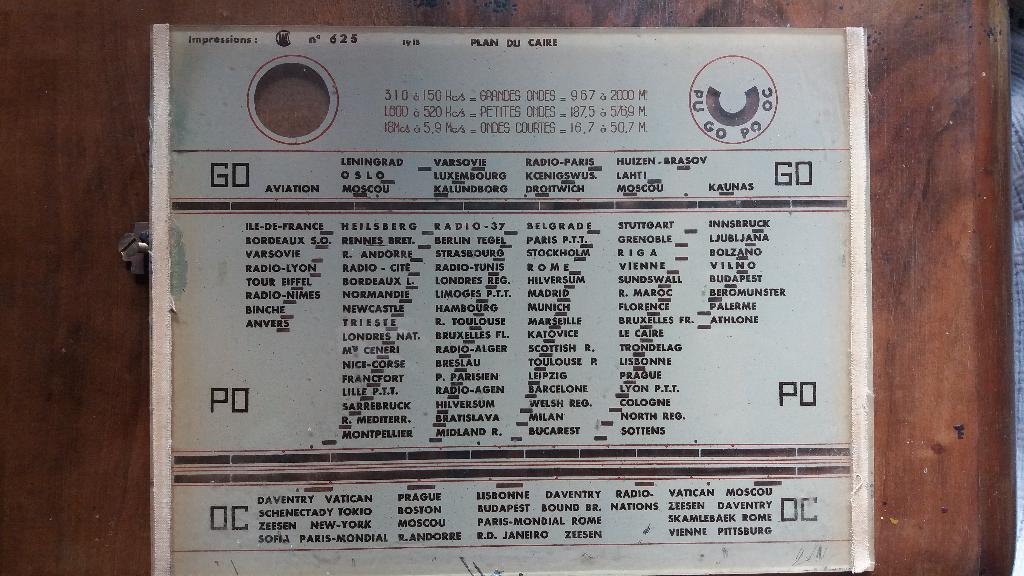 Impressions : n° 625 1918 PLAN DU CAIRE
310 à 150 Kc/s = GRANDES ONDES = 967 à 2000 M.
1.600 à 520 Kc/s = PETITES ONDES = 187,5 à 576,9 M.
18Mcs à 5,9 Mc/s = ONDES COURTES = 16,7 à 50,7 M.
PU GO PO OC
GO
LENINGRAD VARSOVIE RADIO-PARIS HUIZEN-BRASOV
OSLO LUXEMBOURG KŒNIGSWUS. LAHTI
AVIATION MOSCOU KALUNDBORG DROITWICH MOSCOU KAUNAS
GO
ILE-DE-FRANCE HEILSBERG RADIO-37 BELGRADE STUTTGART INNSBRUCK
BORDEAUX S.O. RENNES BRET. BERLIN TEGEL PARIS P.T.T. GRENOBLE LJUBLJANA
VARSOVIE R. ANDORRE STRASBOURG STOCKHOLM RIGA BOLZANO
RADIO-LYON RADIO-CITÉ RADIO-TUNIS ROME VIENNE VILNO
TOUR EIFFEL BORDEAUX L. LONDRES REG. HILVERSUM SUNDSWALL BUDAPEST
RADIO-NIMES NORMANDIE LIMOGES P.T.T. MADRID R. MAROC BEROMUNSTER
BINCHE NEWCASTLE HAMBOURG MUNICH FLORENCE PALERME
ANVERS TRIESTE R. TOULOUSE MARSEILLE BRUXELLES FR. ATHLONE
LONDRES NAT. BRUXELLES FL. KATOVICE LE CAIRE
Mᵗ CENERI RADIO-ALGER SCOTTISH R. TRONDELAG
NICE-CORSE BRESLAU TOULOUSE P. LISBONNE
FRANCFORT P. PARISIEN LEIPZIG PRAGUE
PO LILLE P.T.T. RADIO-AGEN BARCELONE LYON P.T.T. PO
SARREBRUCK HILVERSUM WELSH REG. COLOGNE
R. MEDITERR. BRATISLAVA MILAN NORTH REG.
MONTPELLIER MIDLAND R. BUCAREST SOTTENS
OC
DAVENTRY VATICAN PRAGUE LISBONNE DAVENTRY RADIO- VATICAN MOSCOU
SCHENECTADY TOKIO BOSTON BUDAPEST BOUND BR. NATIONS ZEESEN DAVENTRY
ZEESEN NEW-YORK MOSCOU PARIS-MONDIAL ROME SKAMLEBAEK ROME
SOFIA PARIS-MONDIAL R.ANDORRE R.D. JANEIRO ZEESEN VIENNE PITTSBURG
OC